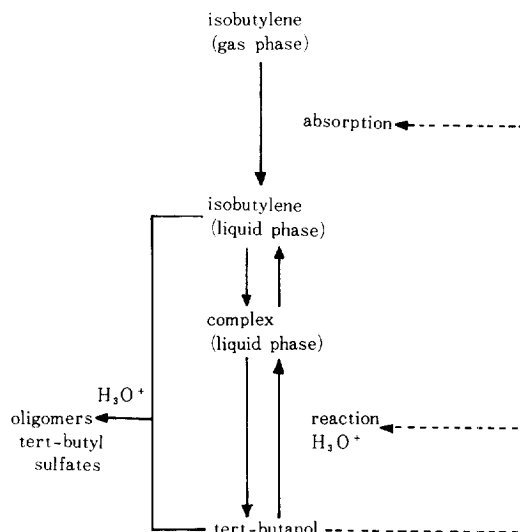 isobutylene
(gas phase)
absorption
isobutylene
(liquid phase)
complex
(liquid phase)
H₃O⁺
oligomers
tert-butyl
sulfates
reaction
H₃O⁺
tert-butanol